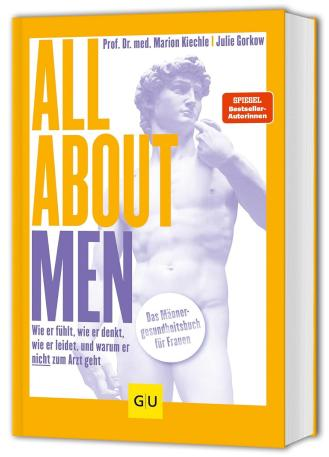 Prof. Dr. med. Marion Kiechle | Julie Gorkow
SPIEGEL
Bestseller-
Autorinnen
ALL
ABOUT
MEN
Wie er fühlt, wie er denkt,
wie er leidet, und warum er
nicht zum Arzt geht
Das Männer-
gesundheitsbuch
für Frauen
GU